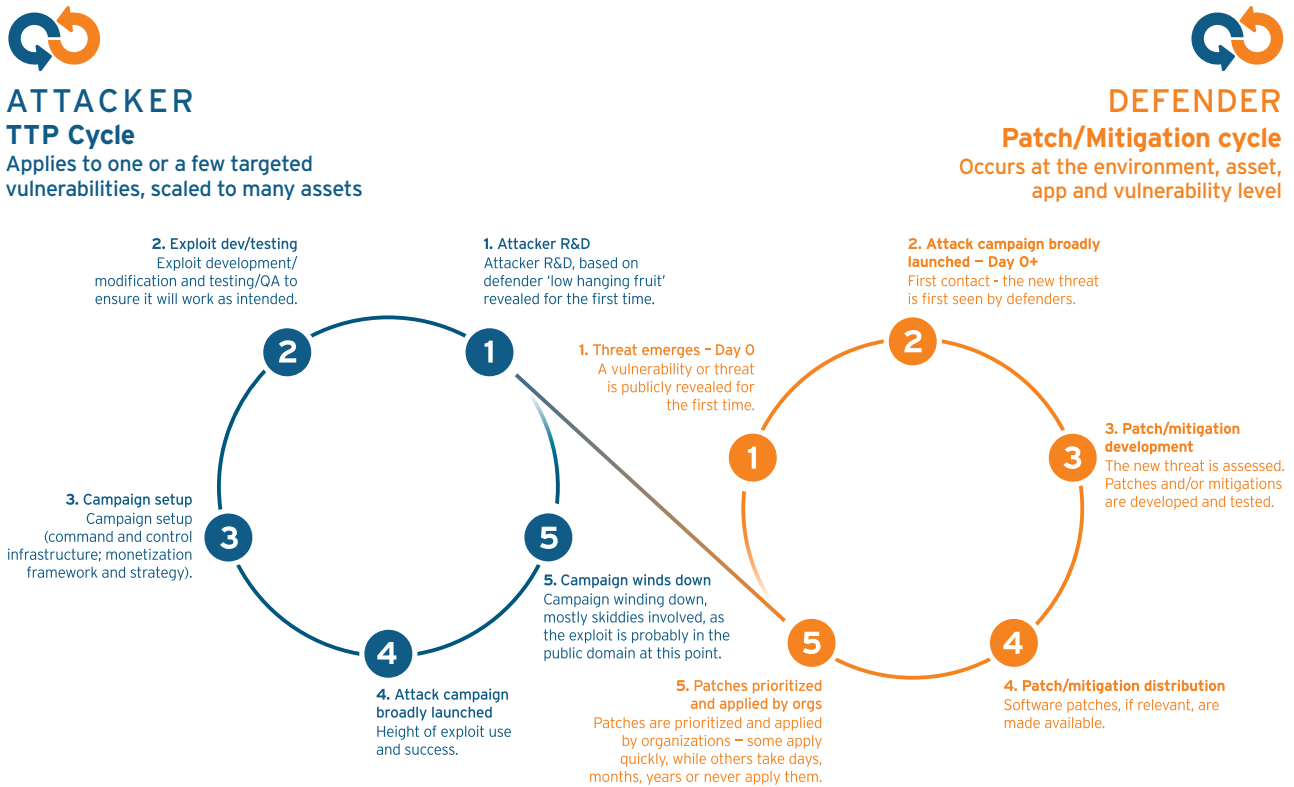 ATTACKER
TTP Cycle
Applies to one or a few targeted
vulnerabilities, scaled to many assets
DEFENDER
Patch/Mitigation cycle
Occurs at the environment, asset,
app and vulnerability level
2. Exploit dev/testing
Exploit development/
modification and testing/QA to
ensure it will work as intended.
1. Attacker R&D
Attacker R&D, based on
defender ‘low hanging fruit’
revealed for the first time.
2
1
3. Campaign setup
Campaign setup
(command and control
infrastructure; monetization
framework and strategy).
3
5
5. Campaign winds down
Campaign winding down,
mostly skiddies involved, as
the exploit is probably in the
public domain at this point.
4
4. Attack campaign
broadly launched
Height of exploit use
and success.
2. Attack campaign broadly
launched – Day 0+
First contact - the new threat
is first seen by defenders.
1. Threat emerges – Day 0
A vulnerability or threat
is publicly revealed for
the first time.
2
1
3
3. Patch/mitigation
development
The new threat is assessed.
Patches and/or mitigations
are developed and tested.
5
4
5. Patches prioritized
and applied by orgs
Patches are prioritized and applied
by organizations – some apply
quickly, while others take days,
months, years or never apply them.
4. Patch/mitigation distribution
Software patches, if relevant, are
made available.